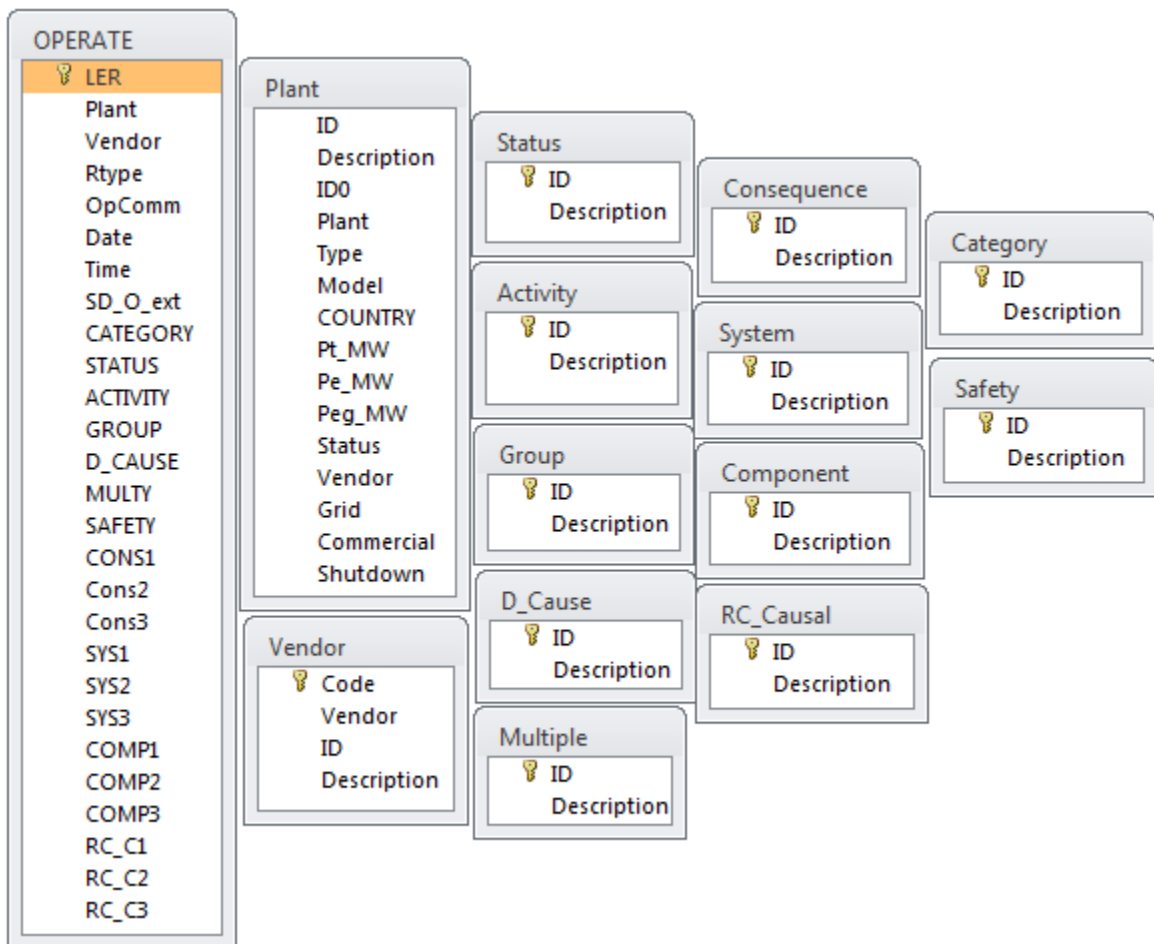 OPERATE
LER
Plant
Vendor
Rtype
OpComm
Date
Time
SD_O_ext
CATEGORY
STATUS
ACTIVITY
GROUP
D_CAUSE
MULTY
SAFETY
CONS1
Cons2
Cons3
SYS1
SYS2
SYS3
COMP1
COMP2
COMP3
RC_C1
RC_C2
RC_C3
Plant
ID
Description
ID0
Plant
Type
Model
COUNTRY
Pt_MW
Pe_MW
Peg_MW
Status
Vendor
Grid
Commercial
Shutdown
Vendor
Code
Vendor
ID
Description
Status
ID
Description
Activity
ID
Description
Group
ID
Description
D_Cause
ID
Description
Multiple
ID
Description
Consequence
ID
Description
System
ID
Description
Component
ID
Description
RC_Causal
ID
Description
Category
ID
Description
Safety
ID
Description